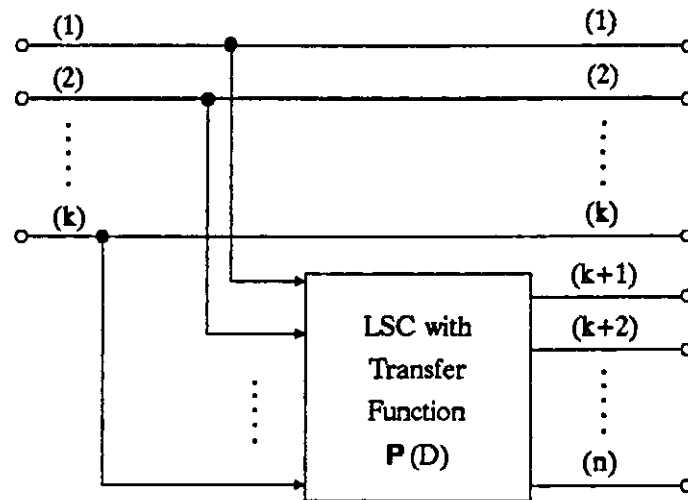 (1) (1)
(2) (2)
(k) (k)
(k+1)
LSC with
(k+2)
Transfer
Function
P (D)
(n)